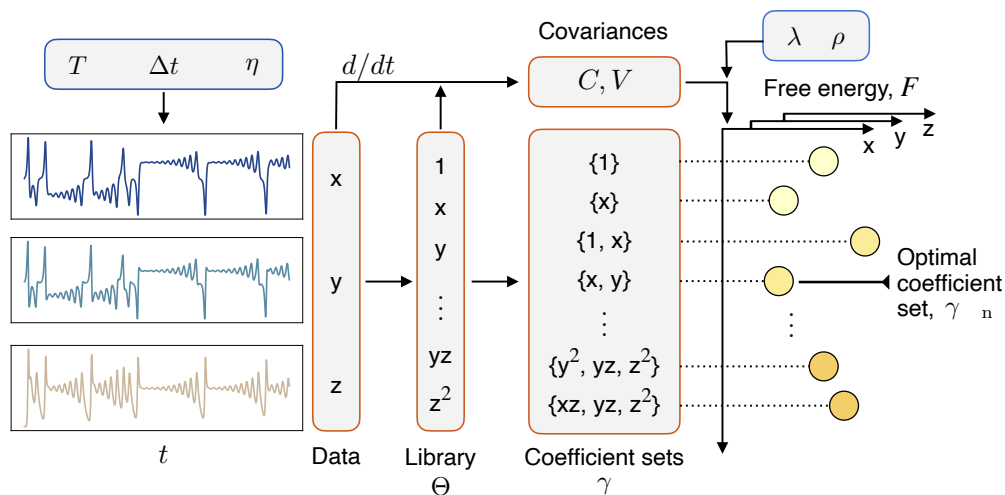 T Δt η
d/dt
Covariances
C, V
λ ρ
Free energy, F
x y z
x
y
z
1
x
y
⋮
yz
z²
{1}
{x}
{1, x}
{x, y}
⋮
{y², yz, z²}
{xz, yz, z²}
⋮
Optimal
coefficient
set, γ n
t
Data
Library
Θ
Coefficient sets
γ